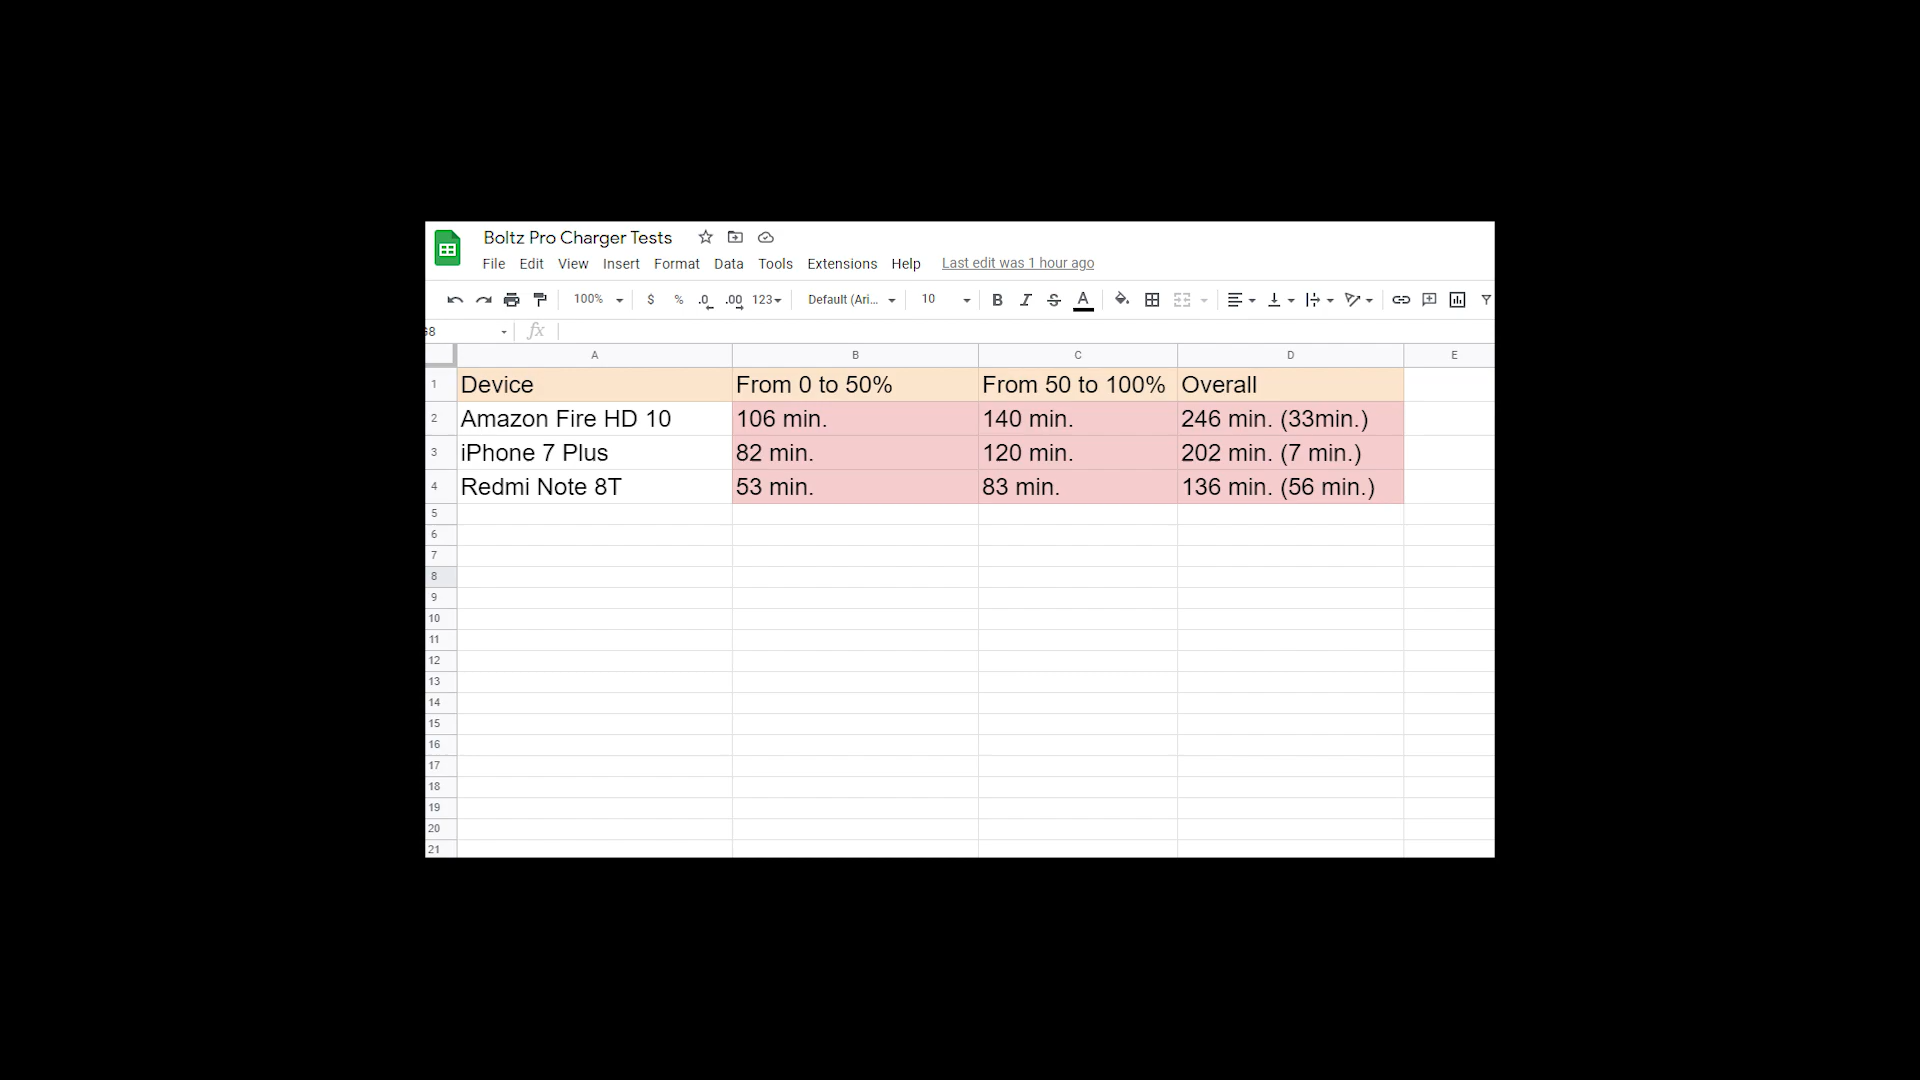 Boltz Pro Charger Tests
File Edit View Insert Format Data Tools Extensions Help Last edit was 1 hour ago
100% $ % .0 .00 123 Default (Ari... 10 B I S A
fx
A B C D E
1 Device From 0 to 50% From 50 to 100% Overall
2 Amazon Fire HD 10 106 min. 140 min. 246 min. (33min.)
3 iPhone 7 Plus 82 min. 120 min. 202 min. (7 min.)
4 Redmi Note 8T 53 min. 83 min. 136 min. (56 min.)
5
6
7
8
9
10
11
12
13
14
15
16
17
18
19
20
21